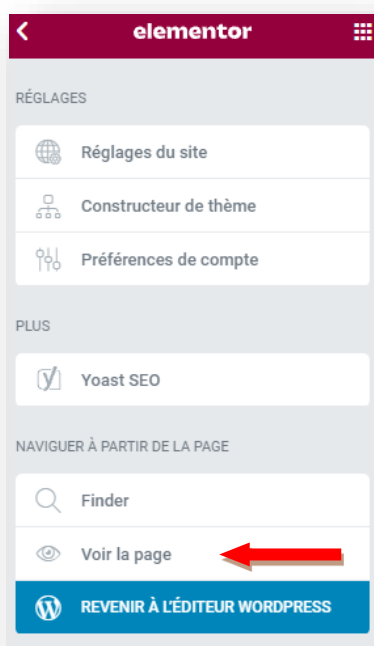 elementor
RÉGLAGES
Réglages du site
Constructeur de thème
Préférences de compte
PLUS
Yoast SEO
NAVIGUER À PARTIR DE LA PAGE
Finder
Voir la page
REVENIR À L'ÉDITEUR WORDPRESS